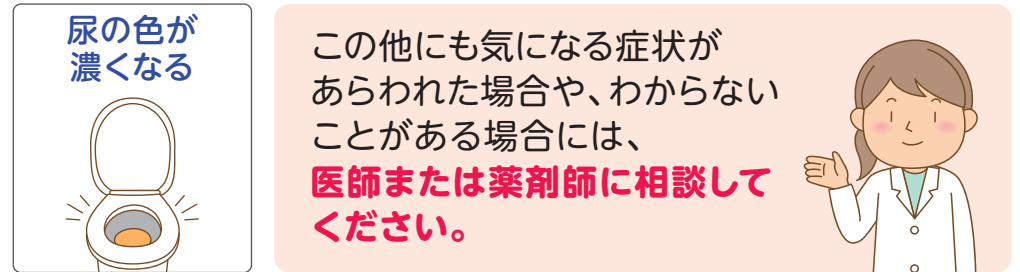 尿の色が
濃くなる
この他にも気になる症状が
あらわれた場合や、わからない
ことがある場合には、
医師または薬剤師に相談して
ください。